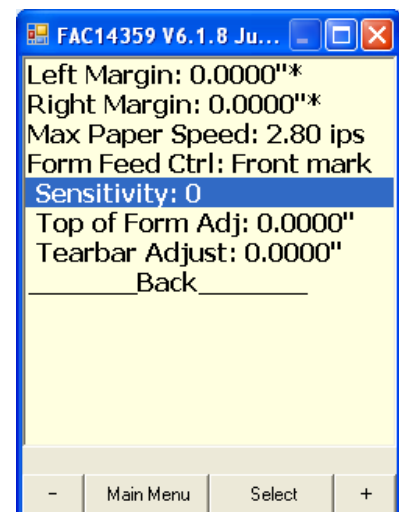 FAC14359 V6.1.8 Ju...
Left Margin: 0.0000"*
Right Margin: 0.0000"*
Max Paper Speed: 2.80 ips
Form Feed Ctrl: Front mark
Sensitivity: 0
Top of Form Adj: 0.0000"
Tearbar Adjust: 0.0000"
________Back________
- Main Menu Select +